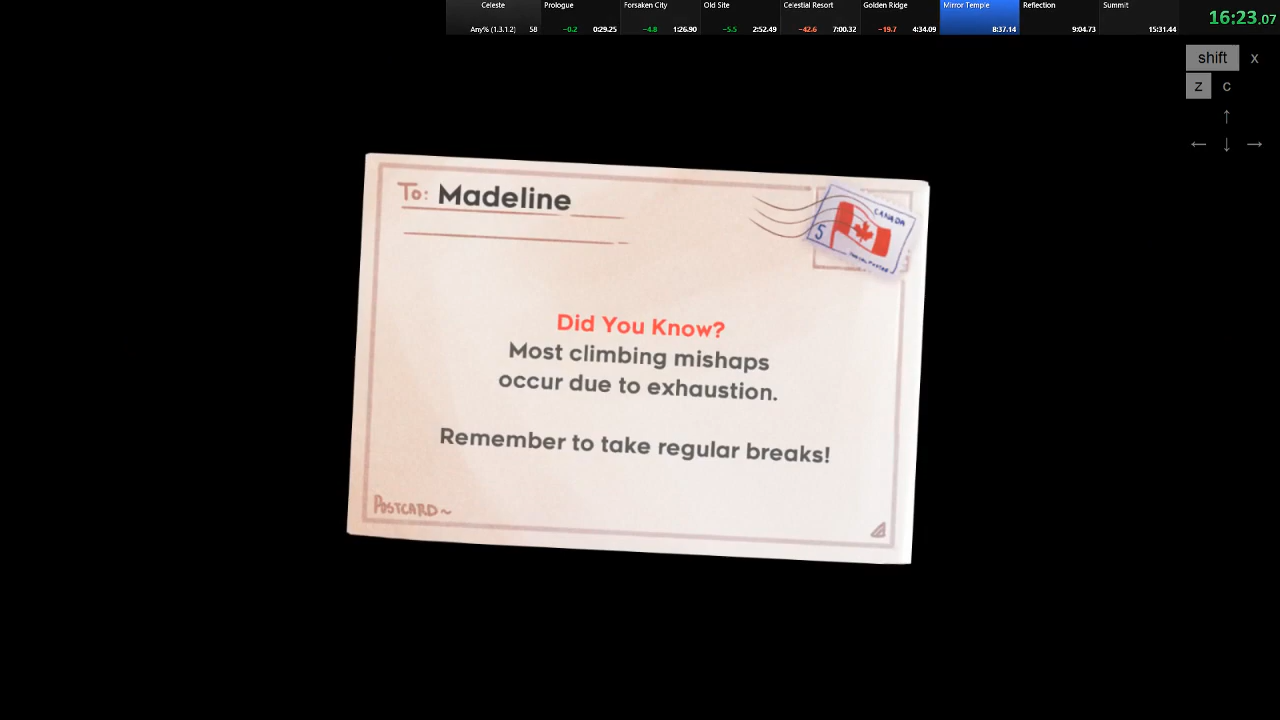 Celeste Prologue Forsaken City Old Site Celestial Resort Golden Ridge Mirror Temple Reflection Summit
Any% (1.3.1.2) 58 -0.2 0:29.25 -4.8 1:26.90 -5.5 2:52.49 -42.6 7:00.32 -19.7 4:34.09 8:37.14 9:04.73 15:31.44
16:23.07
shift x
z c
↑
← ↓ →
To: Madeline
CANADA
5
Did You Know?
Most climbing mishaps
occur due to exhaustion.
Remember to take regular breaks!
POSTCARD~